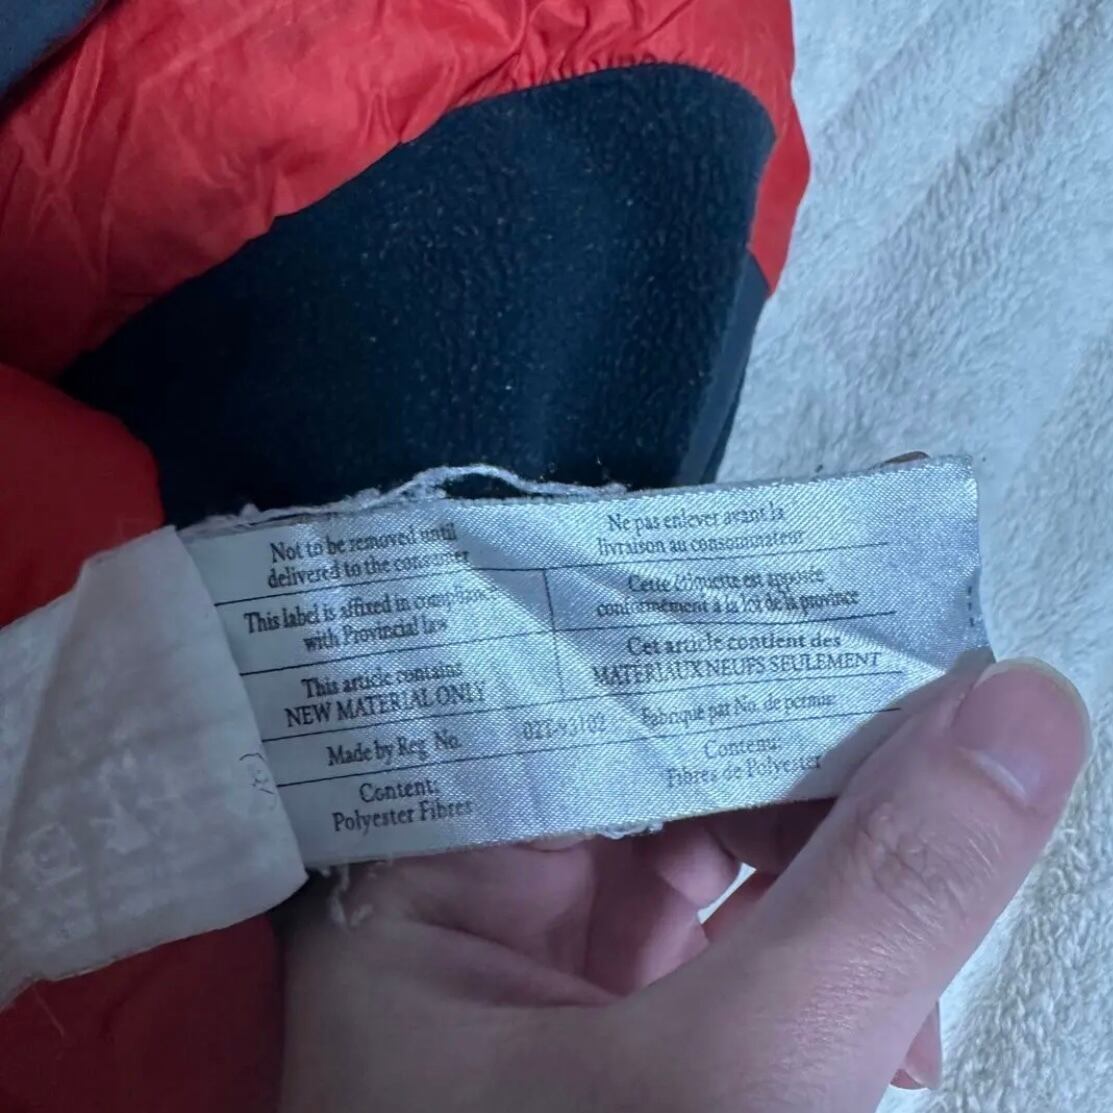 Not to be removed until
delivered to the consumer
Ne pas enlever avant la
livraison au consommateur
This label is affixed in compliance
with Provincial law
Cette étiquette est apposée
conformément à la loi de la province
This article contains
NEW MATERIAL ONLY
Cet article contient des
MATÉRIAUX NEUFS SEULEMENT
Made by Reg. No.
Fabriqué par No. de permis:
Content:
Polyester Fibres
Contenu:
Fibres de Polyester